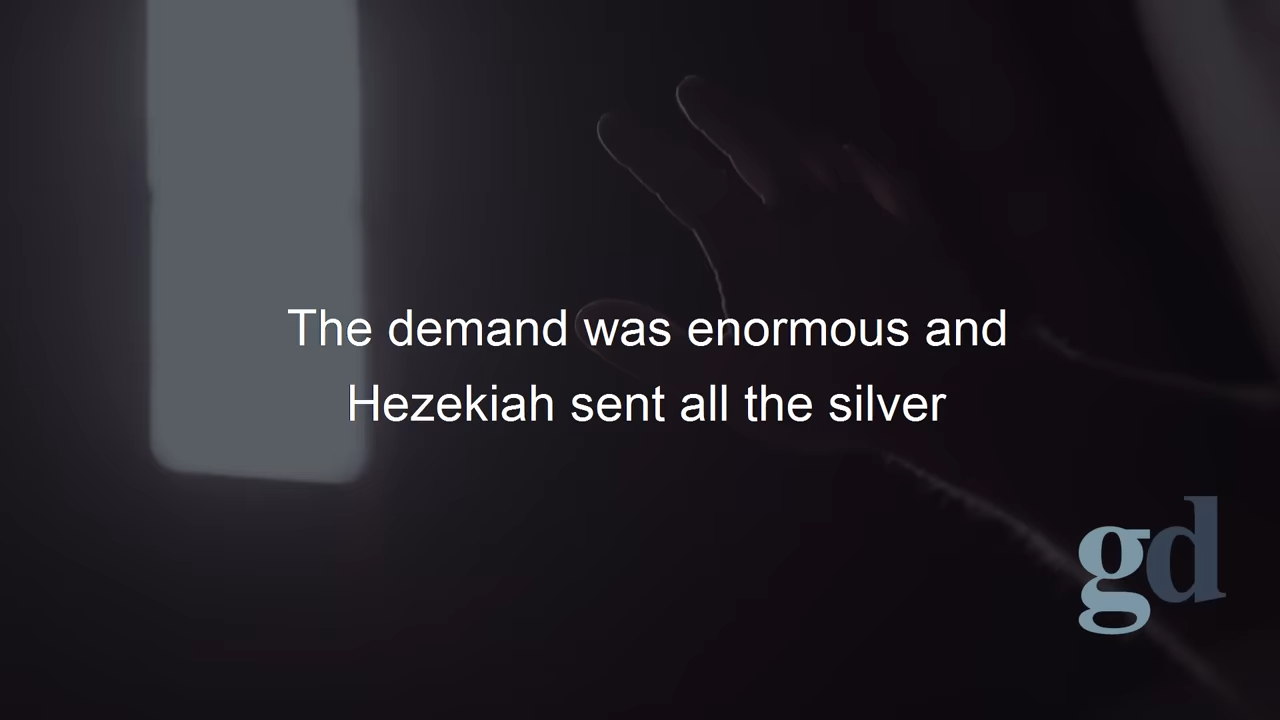 The demand was enormous and
Hezekiah sent all the silver
gd